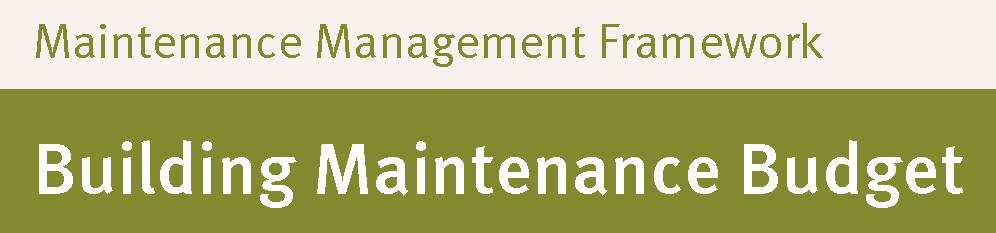 Maintenance Management Framework
Building Maintenance Budget